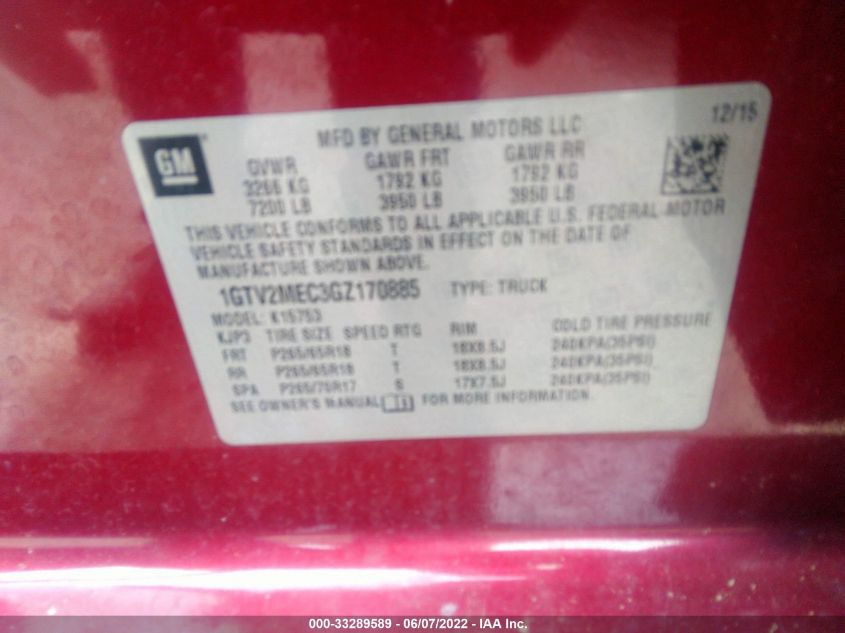 12/15
GM
MFD BY GENERAL MOTORS LLC
GVWR GAWR FRT GAWR RR
3266 KG 1792 KG 1792 KG
7200 LB 3950 LB 3950 LB
THIS VEHICLE CONFORMS TO ALL APPLICABLE U.S. FEDERAL MOTOR
VEHICLE SAFETY STANDARDS IN EFFECT ON THE DATE OF
MANUFACTURE SHOWN ABOVE.
1GTV2MEC3GZ170885 TYPE: TRUCK
MODEL: K15753
KJP3 TIRE SIZE SPEED RTG RIM COLD TIRE PRESSURE
FRT P265/65R18 T 18X8.5J 240KPA(35PSI)
RR P265/65R18 T 18X8.5J 240KPA(35PSI)
SPA P265/70R17 S 17X7.5J 240KPA(35PSI)
SEE OWNER'S MANUAL FOR MORE INFORMATION.
000-33289589 - 06/07/2022 - IAA Inc.